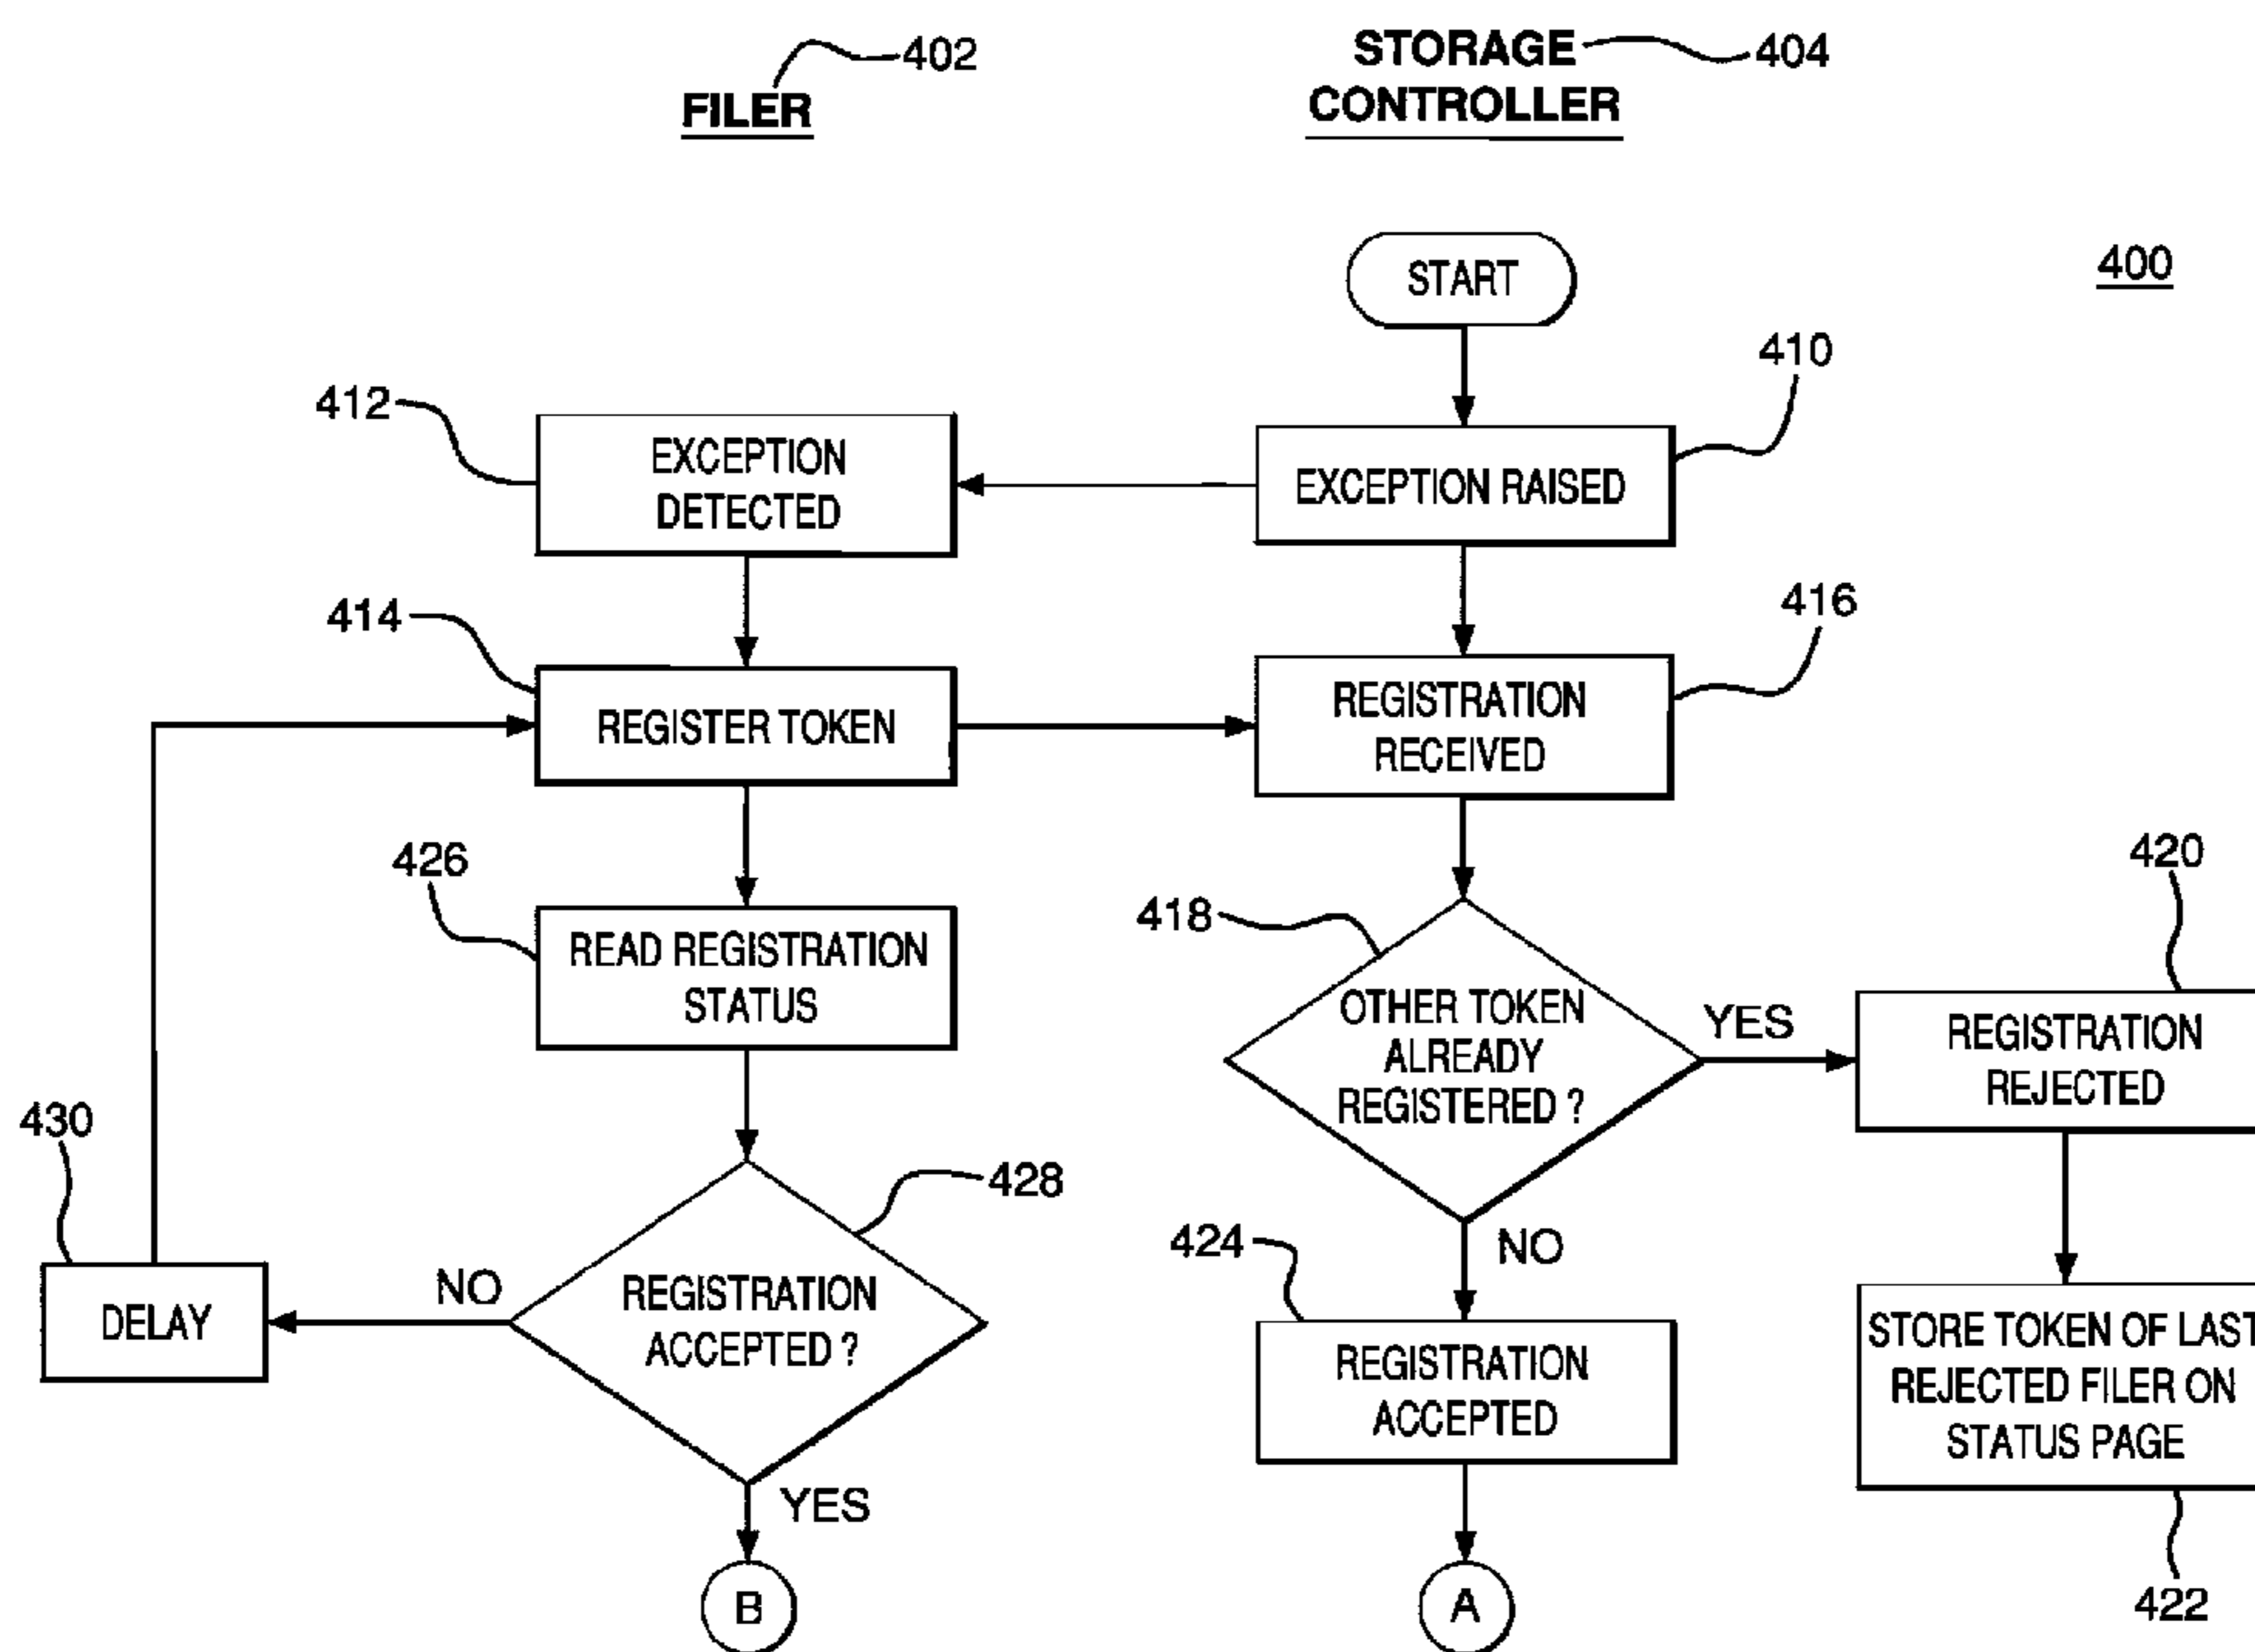 402
FILER
STORAGE
CONTROLLER
404
START
400
410
412
EXCEPTION
DETECTED
EXCEPTION RAISED
414
416
REGISTER TOKEN
REGISTRATION
RECEIVED
426
READ REGISTRATION
STATUS
418
OTHER TOKEN
ALREADY
REGISTERED ?
YES
420
REGISTRATION
REJECTED
430
DELAY
NO
428
REGISTRATION
ACCEPTED ?
YES
B
NO
424
REGISTRATION
ACCEPTED
A
STORE TOKEN OF LAST
REJECTED FILER ON
STATUS PAGE
422